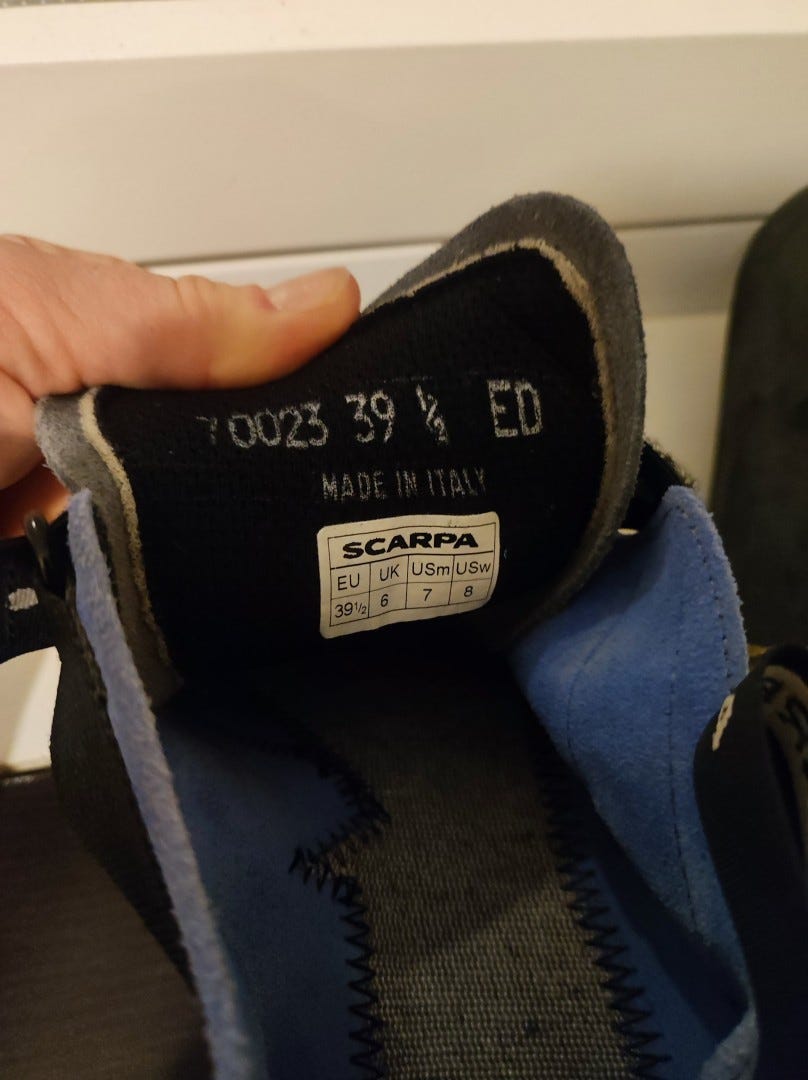 70023 39 ½ ED
MADE IN ITALY
SCARPA
EU UK USm USw
39½ 6 7 8